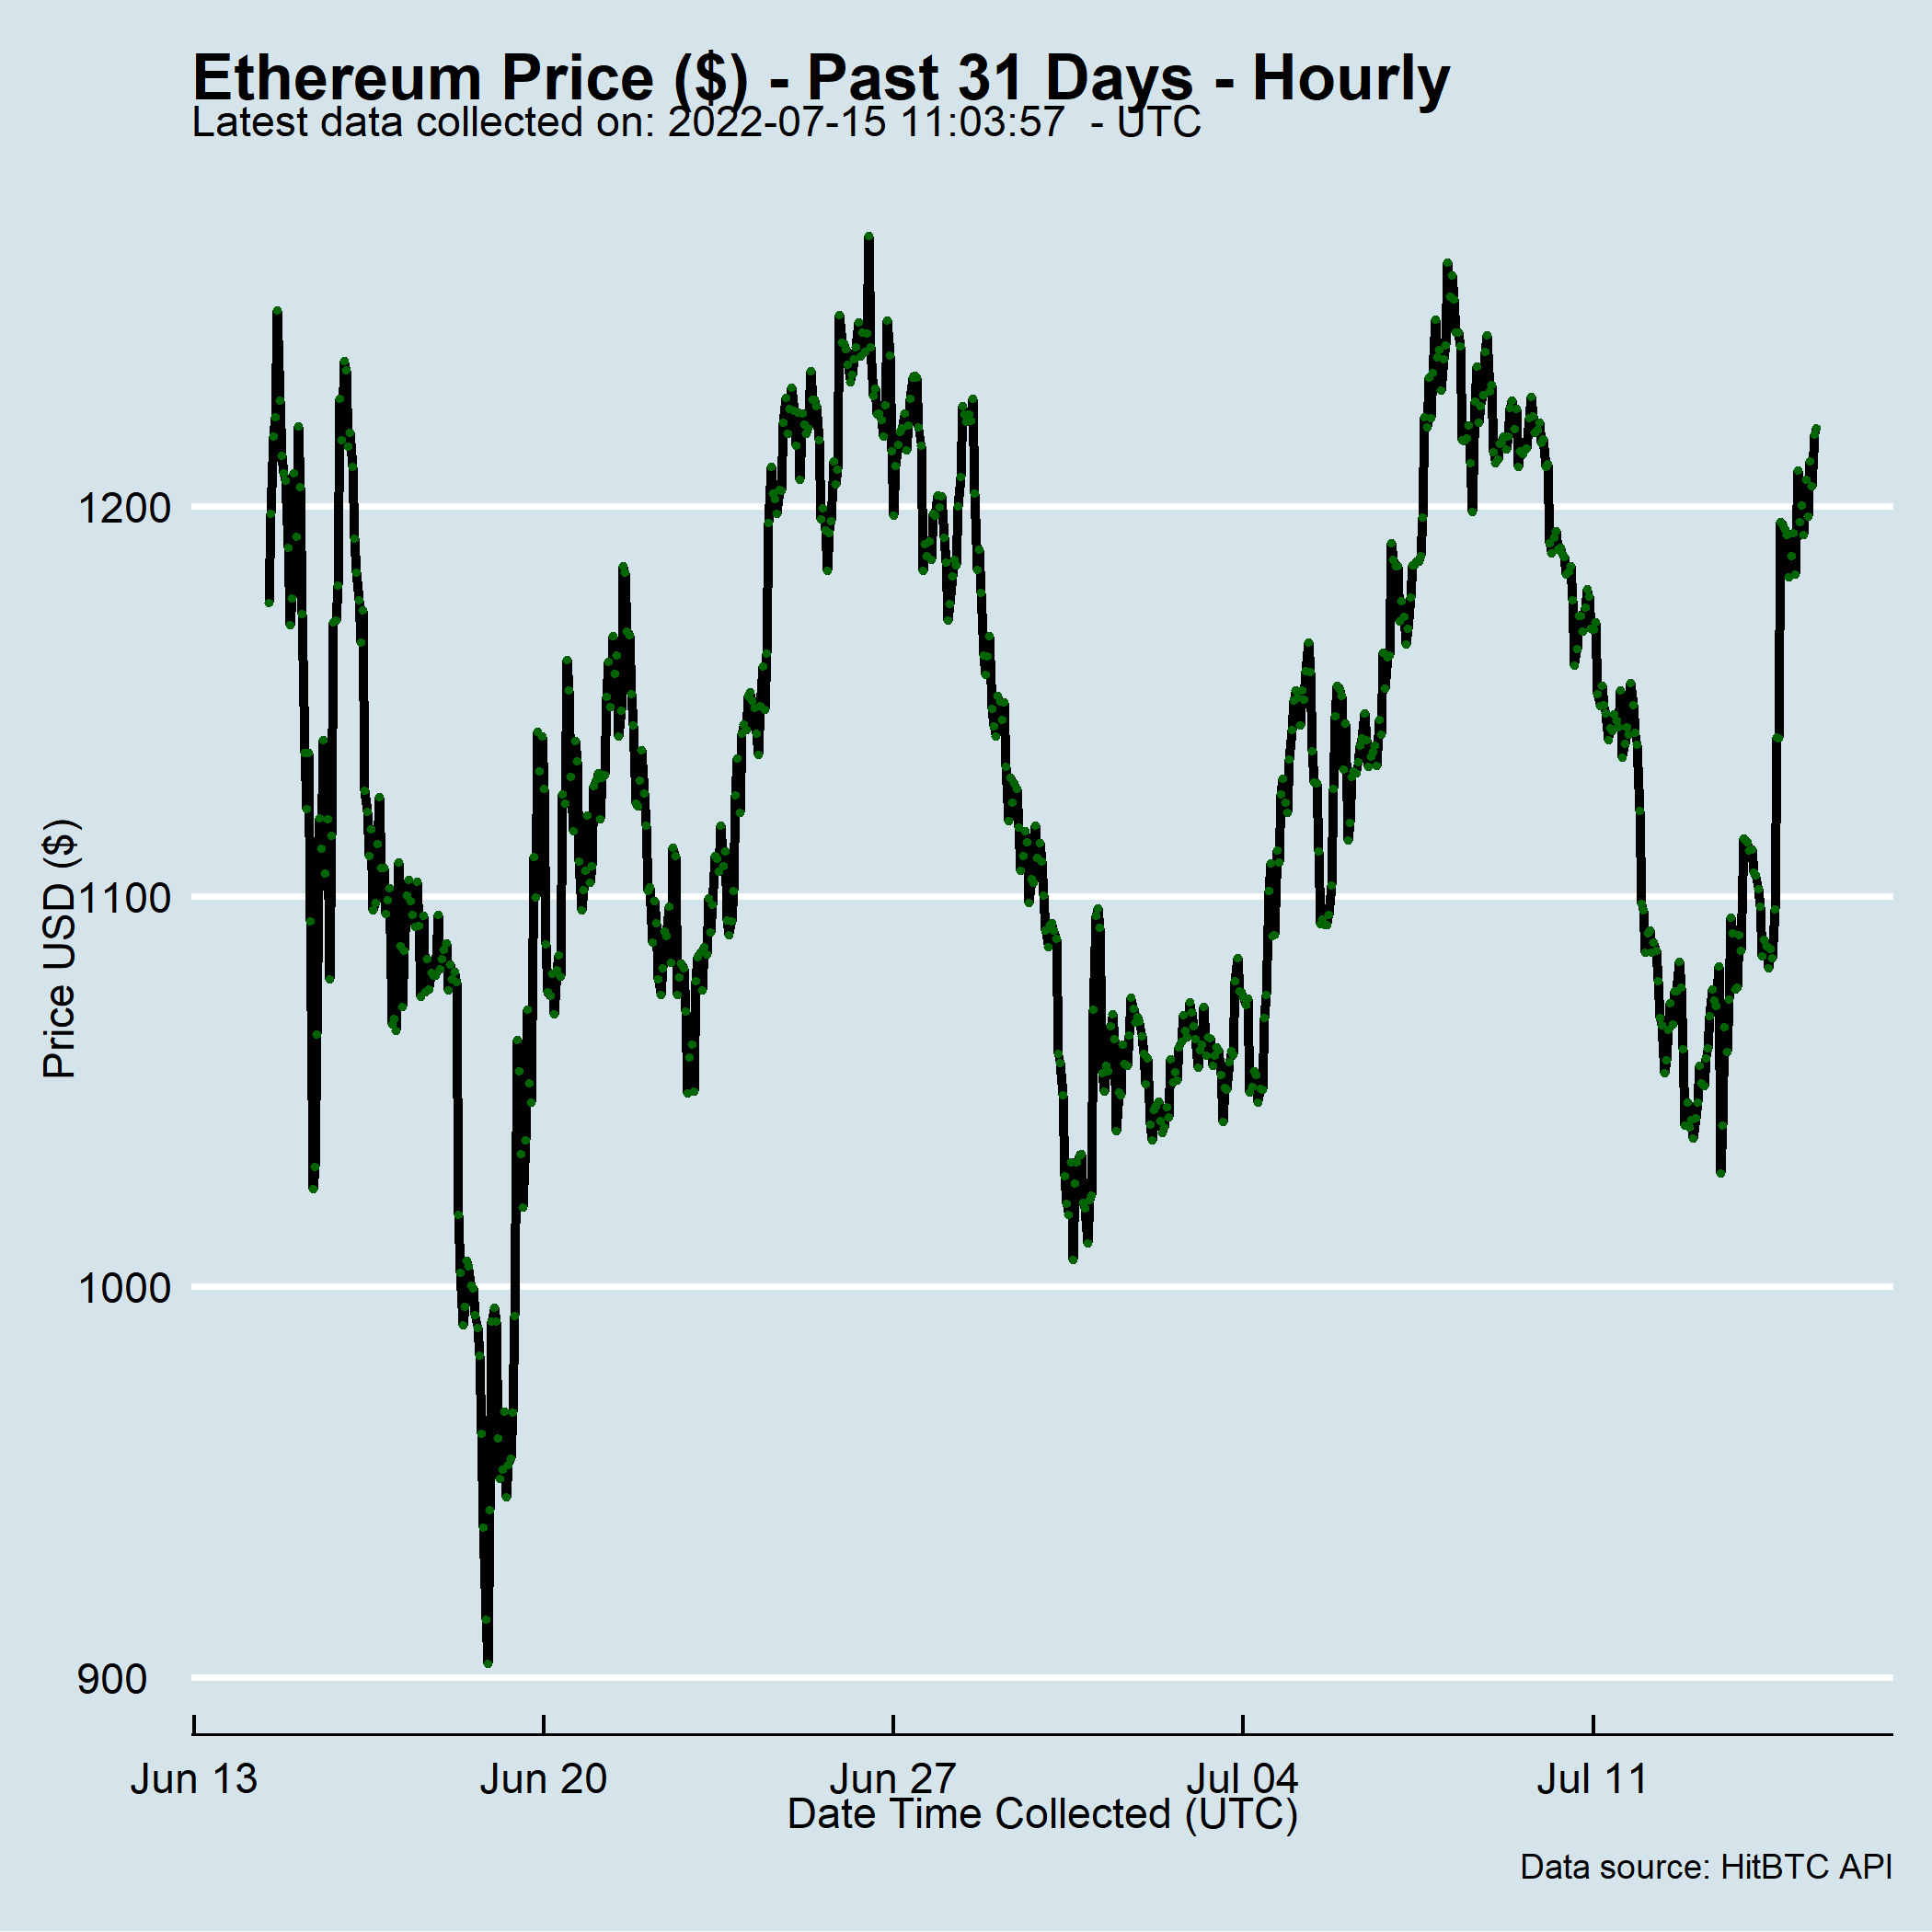 Ethereum Price ($) - Past 31 Days - Hourly
Latest data collected on: 2022-07-15 11:03:57  - UTC
Price USD ($)
1200
1100
1000
900
Jun 13
Jun 20
Jun 27
Jul 04
Jul 11
Date Time Collected (UTC)
Data source: HitBTC API